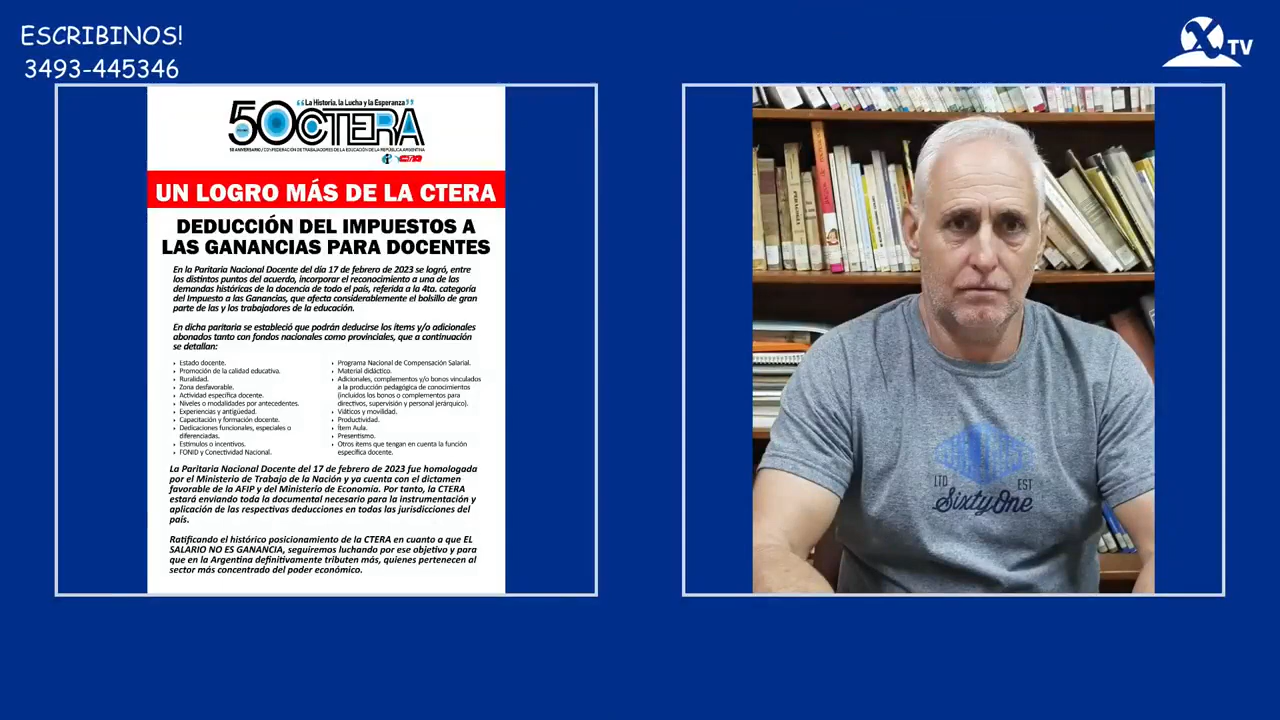 ESCRIBINOS!
3493-445346
X TV
"La Historia, la Lucha y la Esperanza"
50 CTERA
50 ANIVERSARIO / CONFEDERACIÓN DE TRABAJADORES DE LA EDUCACIÓN DE LA REPÚBLICA ARGENTINA
UN LOGRO MÁS DE LA CTERA
DEDUCCIÓN DEL IMPUESTOS A
LAS GANANCIAS PARA DOCENTES
En la Paritaria Nacional Docente del día 17 de febrero de 2023 se logró, entre
los distintos puntos del acuerdo, incorporar el reconocimiento a una de las
demandas históricas de la docencia de todo el país, referida a la 4ta. categoría
del Impuesto a las Ganancias, que afecta considerablemente el bolsillo de gran
parte de las y los trabajadores de la educación.
En dicha paritaria se estableció que podrán deducirse los ítems y/o adicionales
abonados tanto con fondos nacionales como provinciales, que a continuación
se detallan:
Estado docente.
Promoción de la calidad educativa.
Ruralidad.
Zona desfavorable.
Actividad específica docente.
Niveles o modalidades por antecedentes.
Experiencias y antigüedad.
Capacitación y formación docente.
Dedicaciones funcionales, especiales o
diferenciadas.
Estímulos o incentivos.
FONID y Conectividad Nacional.
Programa Nacional de Compensación Salarial.
Material didáctico.
Adicionales, complementos y/o bonos vinculados
a la producción pedagógica de conocimientos
(incluidos los bonos o complementos para
directivos, supervisión y personal jerárquico).
Viáticos y movilidad.
Productividad.
Ítem Aula.
Presentismo.
Otros ítems que tengan en cuenta la función
específica docente.
La Paritaria Nacional Docente del 17 de febrero de 2023 fue homologada
por el Ministerio de Trabajo de la Nación y ya cuenta con el dictamen
favorable de la AFIP y del Ministerio de Economía. Por tanto, la CTERA
estará enviando toda la documental necesario para la instrumentación y
aplicación de las respectivas deducciones en todas las jurisdicciones del
país.
Ratificando el histórico posicionamiento de la CTERA en cuanto a que EL
SALARIO NO ES GANANCIA, seguiremos luchando por ese objetivo y para
que en la Argentina definitivamente tributen más, quienes pertenecen al
sector más concentrado del poder económico.
LTD EST
SixtyOne